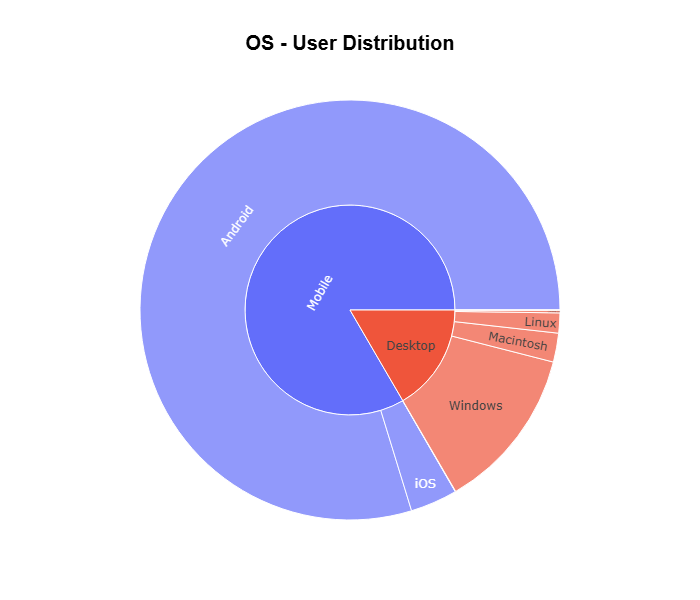 OS - User Distribution
Android
Mobile
Linux
Macintosh
Desktop
Windows
iOS